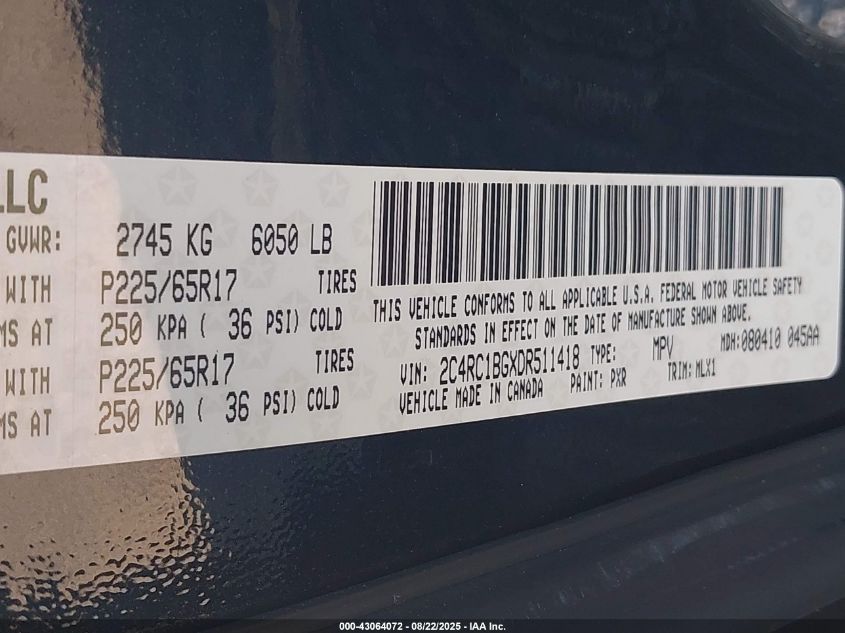 LLC
GVWR: 2745 KG 6050 LB
WITH P225/65R17 TIRES
MS AT 250 KPA ( 36 PSI) COLD
WITH P225/65R17 TIRES
MS AT 250 KPA ( 36 PSI) COLD
THIS VEHICLE CONFORMS TO ALL APPLICABLE U.S.A. FEDERAL MOTOR VEHICLE SAFETY
STANDARDS IN EFFECT ON THE DATE OF MANUFACTURE SHOWN ABOVE.
VIN: 2C4RC1BGXDR511418 TYPE: MPV MDH:080410 045AA
VEHICLE MADE IN CANADA PAINT: PXR TRIM: MLX1
000-43064072 - 08/22/2025 - IAA Inc.